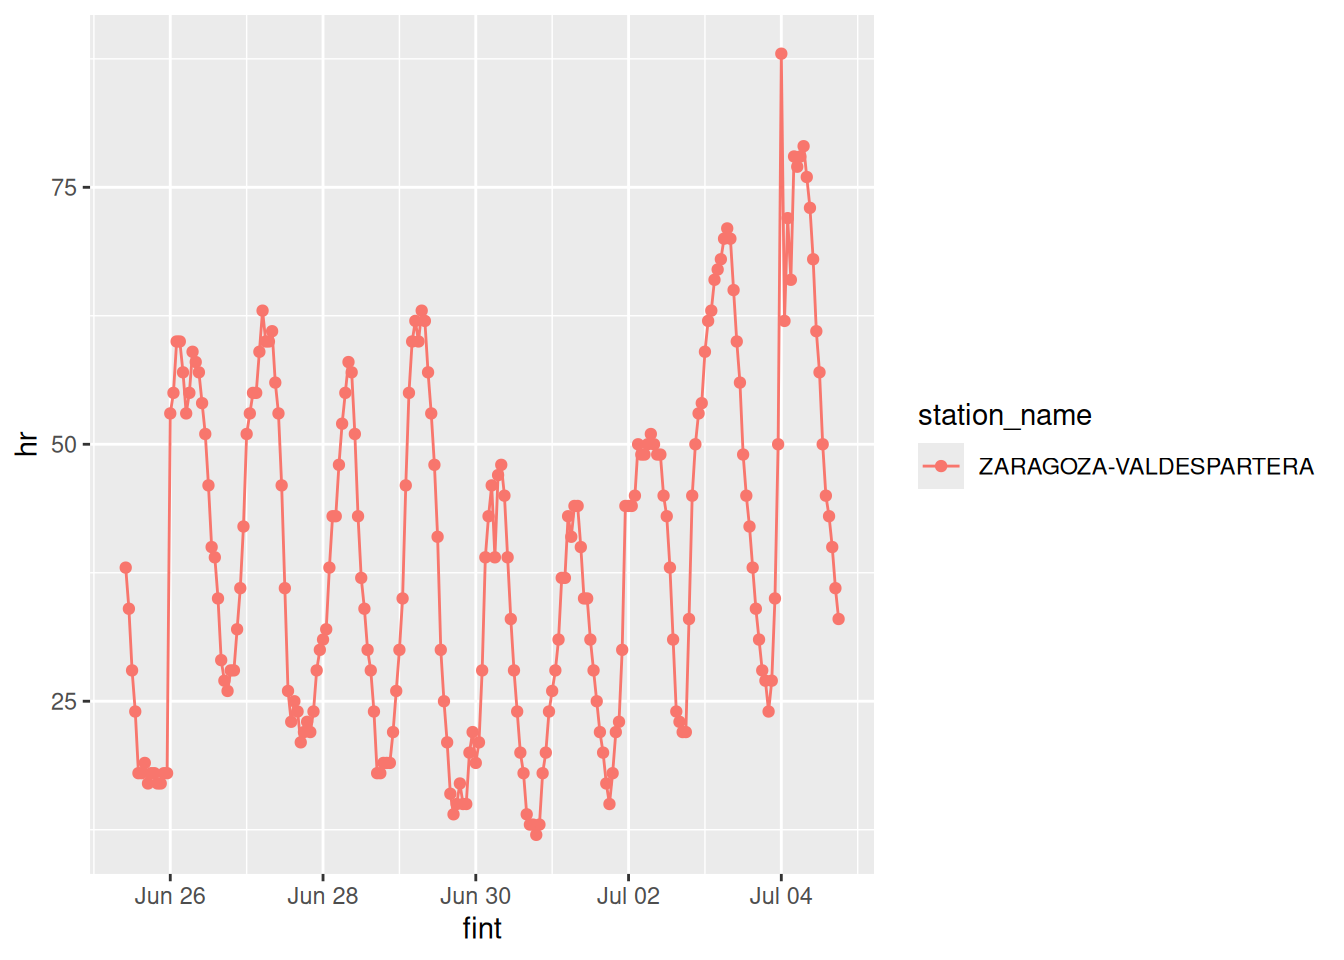 75
50
25
hr
Jun 26
Jun 28
Jun 30
Jul 02
Jul 04
fint
station_name
ZARAGOZA-VALDESPARTERA